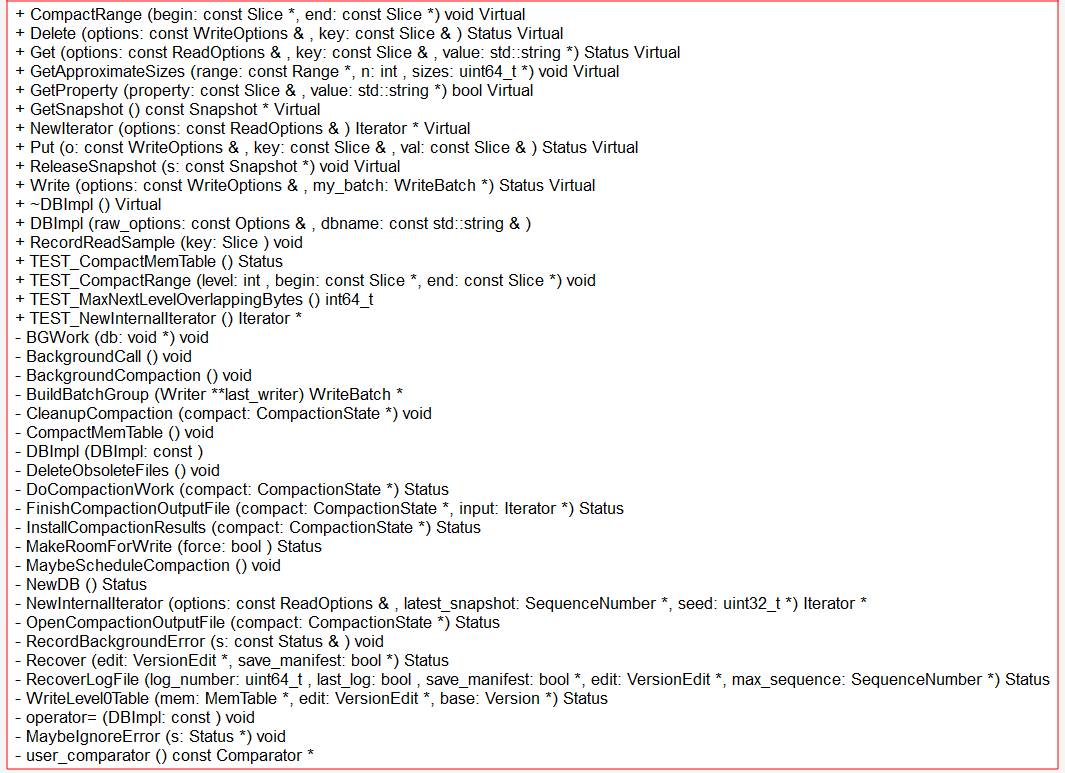 + CompactRange (begin: const Slice *, end: const Slice *) void Virtual
+ Delete (options: const WriteOptions & , key: const Slice & ) Status Virtual
+ Get (options: const ReadOptions & , key: const Slice & , value: std::string *) Status Virtual
+ GetApproximateSizes (range: const Range *, n: int , sizes: uint64_t *) void Virtual
+ GetProperty (property: const Slice & , value: std::string *) bool Virtual
+ GetSnapshot () const Snapshot * Virtual
+ NewIterator (options: const ReadOptions & ) Iterator * Virtual
+ Put (o: const WriteOptions & , key: const Slice & , val: const Slice & ) Status Virtual
+ ReleaseSnapshot (s: const Snapshot *) void Virtual
+ Write (options: const WriteOptions & , my_batch: WriteBatch *) Status Virtual
+ ~DBImpl () Virtual
+ DBImpl (raw_options: const Options & , dbname: const std::string & )
+ RecordReadSample (key: Slice ) void
+ TEST_CompactMemTable () Status
+ TEST_CompactRange (level: int , begin: const Slice *, end: const Slice *) void
+ TEST_MaxNextLevelOverlappingBytes () int64_t
+ TEST_NewInternalIterator () Iterator *
- BGWork (db: void *) void
- BackgroundCall () void
- BackgroundCompaction () void
- BuildBatchGroup (Writer **last_writer) WriteBatch *
- CleanupCompaction (compact: CompactionState *) void
- CompactMemTable () void
- DBImpl (DBImpl: const )
- DeleteObsoleteFiles () void
- DoCompactionWork (compact: CompactionState *) Status
- FinishCompactionOutputFile (compact: CompactionState *, input: Iterator *) Status
- InstallCompactionResults (compact: CompactionState *) Status
- MakeRoomForWrite (force: bool ) Status
- MaybeScheduleCompaction () void
- NewDB () Status
- NewInternalIterator (options: const ReadOptions & , latest_snapshot: SequenceNumber *, seed: uint32_t *) Iterator *
- OpenCompactionOutputFile (compact: CompactionState *) Status
- RecordBackgroundError (s: const Status & ) void
- Recover (edit: VersionEdit *, save_manifest: bool *) Status
- RecoverLogFile (log_number: uint64_t , last_log: bool , save_manifest: bool *, edit: VersionEdit *, max_sequence: SequenceNumber *) Status
- WriteLevel0Table (mem: MemTable *, edit: VersionEdit *, base: Version *) Status
- operator= (DBImpl: const ) void
- MaybeIgnoreError (s: Status *) void
- user_comparator () const Comparator *